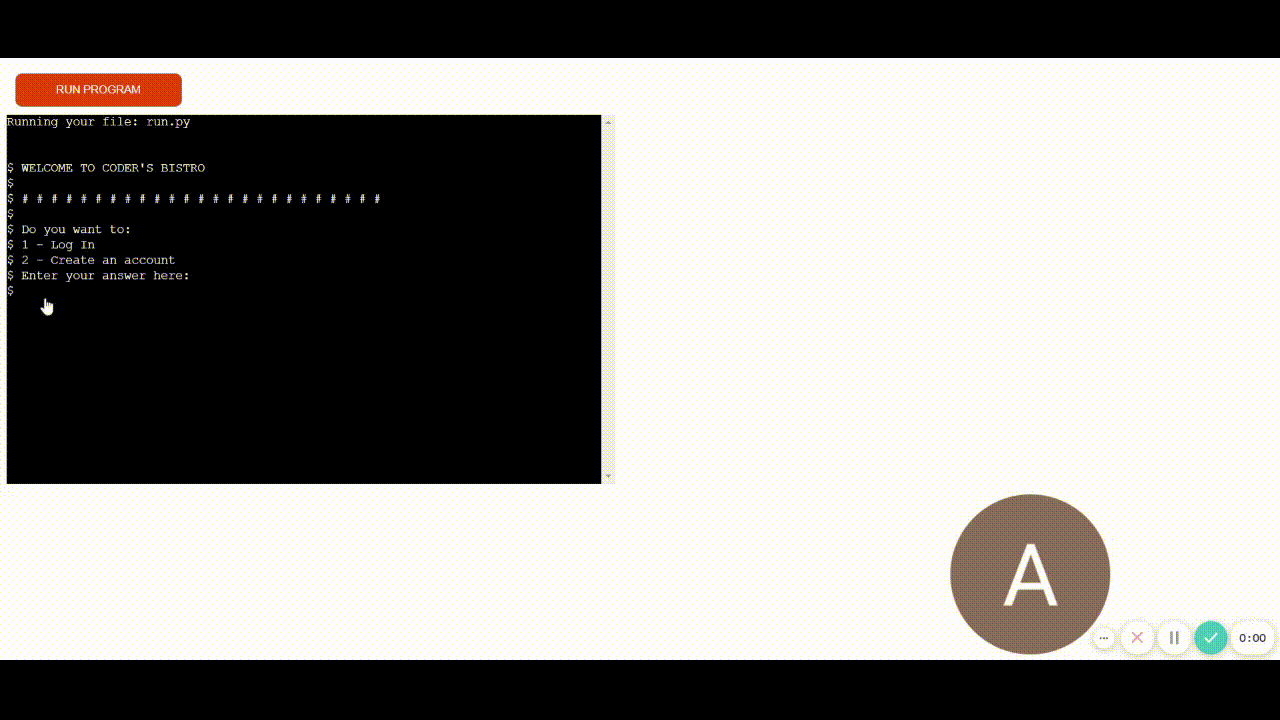 RUN PROGRAM
Running your file: run.py
$ WELCOME TO CODER'S BISTRO
$
$ # # # # # # # # # # # # # # # # # # # # # # # # #
$
$ Do you want to:
$ 1 - Log In
$ 2 - Create an account
$ Enter your answer here:
$
A
0:00